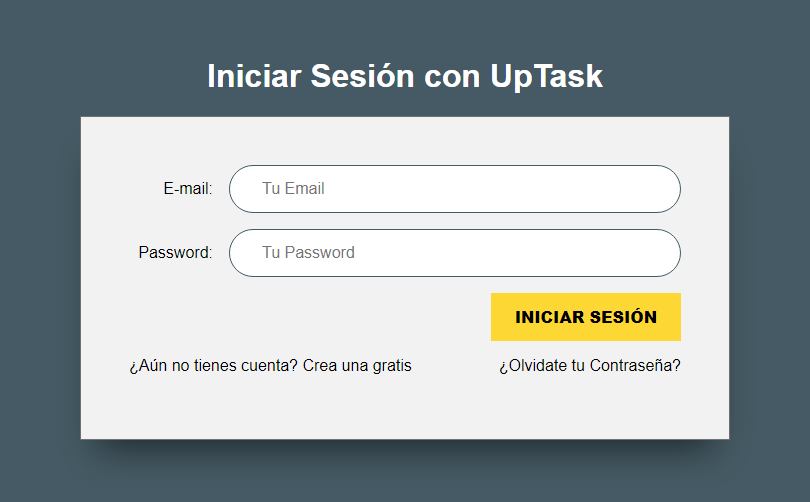 Iniciar Sesión con UpTask
E-mail: Tu Email
Password: Tu Password
INICIAR SESIÓN
¿Aún no tienes cuenta? Crea una gratis ¿Olvidate tu Contraseña?